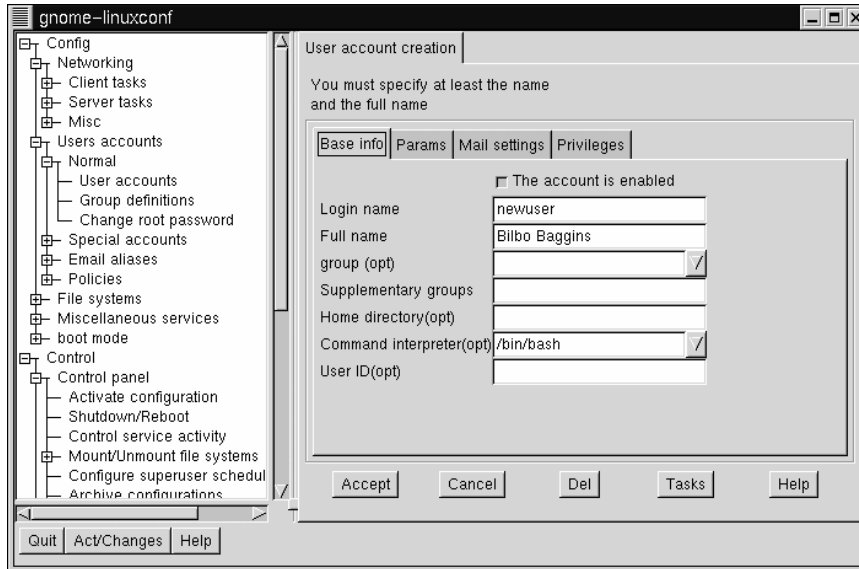 gnome-linuxconf
Config
Networking
Client tasks
Server tasks
Misc
Users accounts
Normal
User accounts
Group definitions
Change root password
Special accounts
Email aliases
Policies
File systems
Miscellaneous services
boot mode
Control
Control panel
Activate configuration
Shutdown/Reboot
Control service activity
Mount/Unmount file systems
Configure superuser schedul
Archive configurations
User account creation
You must specify at least the name
and the full name
Base info Params Mail settings Privileges
The account is enabled
Login name newuser
Full name Bilbo Baggins
group (opt)
Supplementary groups
Home directory(opt)
Command interpreter(opt) /bin/bash
User ID(opt)
Accept Cancel Del Tasks Help
Quit Act/Changes Help